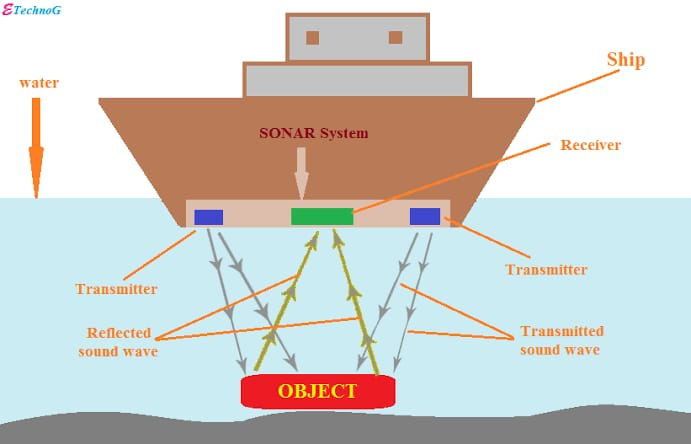 ETechnoG
Ship
water
SONAR System
Receiver
Transmitter
Transmitter
Reflected
sound wave
Transmitted
sound wave
OBJECT